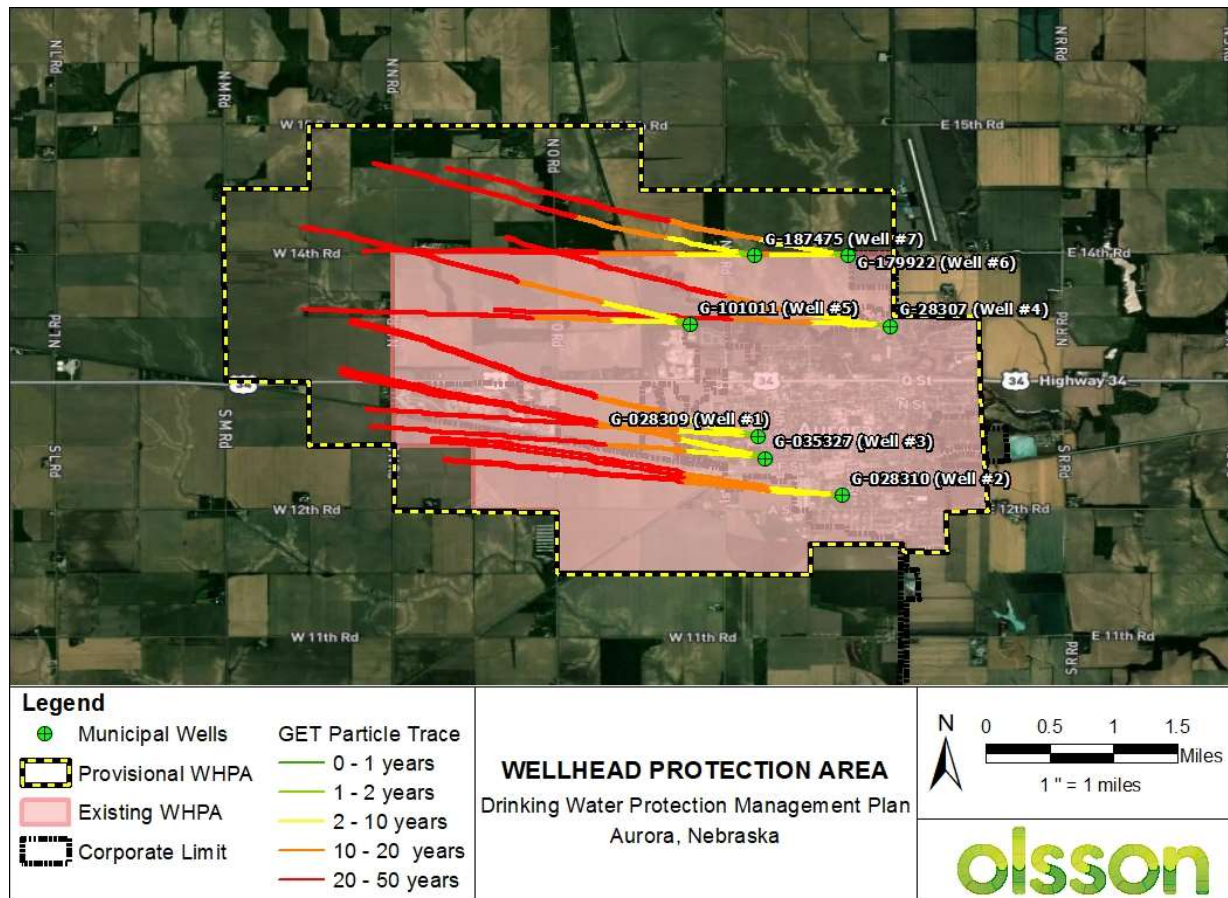 N L Rd
N M Rd
N N Rd
N R Rd
W 15
E 15th Rd
N O Rd
G-187475 (Well #7)
W 14th Rd
E 14th Rd
G-179922 (Well #6)
G-101011 (Well #5)
G-28307 (Well #4)
N L Rd
N R Rd
34
Q St
34
Highway 34
N St
G-028309 (Well #1)
S L Rd
S M Rd
G-035327 (Well #3)
S R Rd
G-028310 (Well #2)
W 12th Rd
A S
12th Rd
W 11th Rd
W 11th Rd
E 11th Rd
S R Rd
Legend
Municipal Wells
Provisional WHPA
Existing WHPA
Corporate Limit
GET Particle Trace
0 - 1 years
1 - 2 years
2 - 10 years
10 - 20 years
20 - 50 years
WELLHEAD PROTECTION AREA
Drinking Water Protection Management Plan
Aurora, Nebraska
N
0 0.5 1 1.5
Miles
1 " = 1 miles
olsson